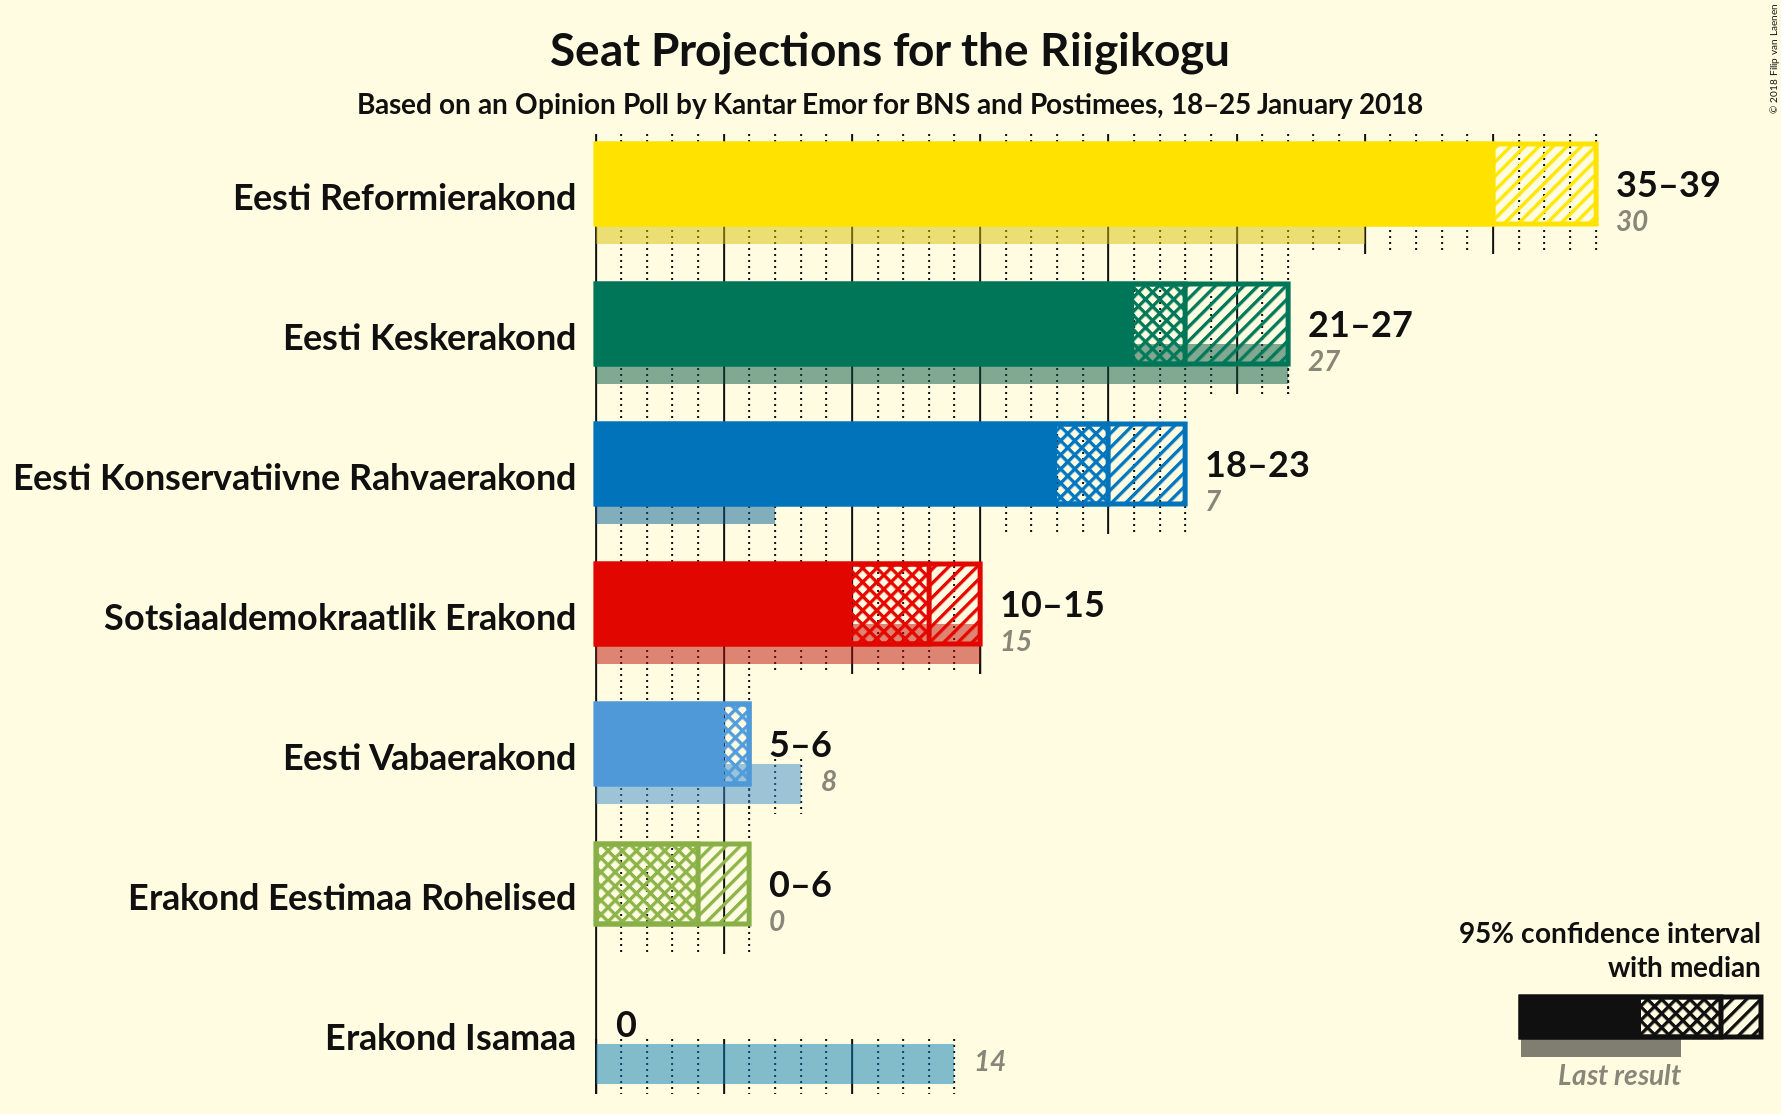 Seat Projections for the Riigikogu
Based on an Opinion Poll by Kantar Emor for BNS and Postimees, 18–25 January 2018
© 2018 Filip van Laenen
Eesti Reformierakond
35–39
30
Eesti Keskerakond
21–27
27
Eesti Konservatiivne Rahvaerakond
18–23
7
Sotsiaaldemokraatlik Erakond
10–15
15
Eesti Vabaerakond
5–6
8
Erakond Eestimaa Rohelised
0–6
0
Erakond Isamaa
0
14
95% confidence interval
with median
Last result